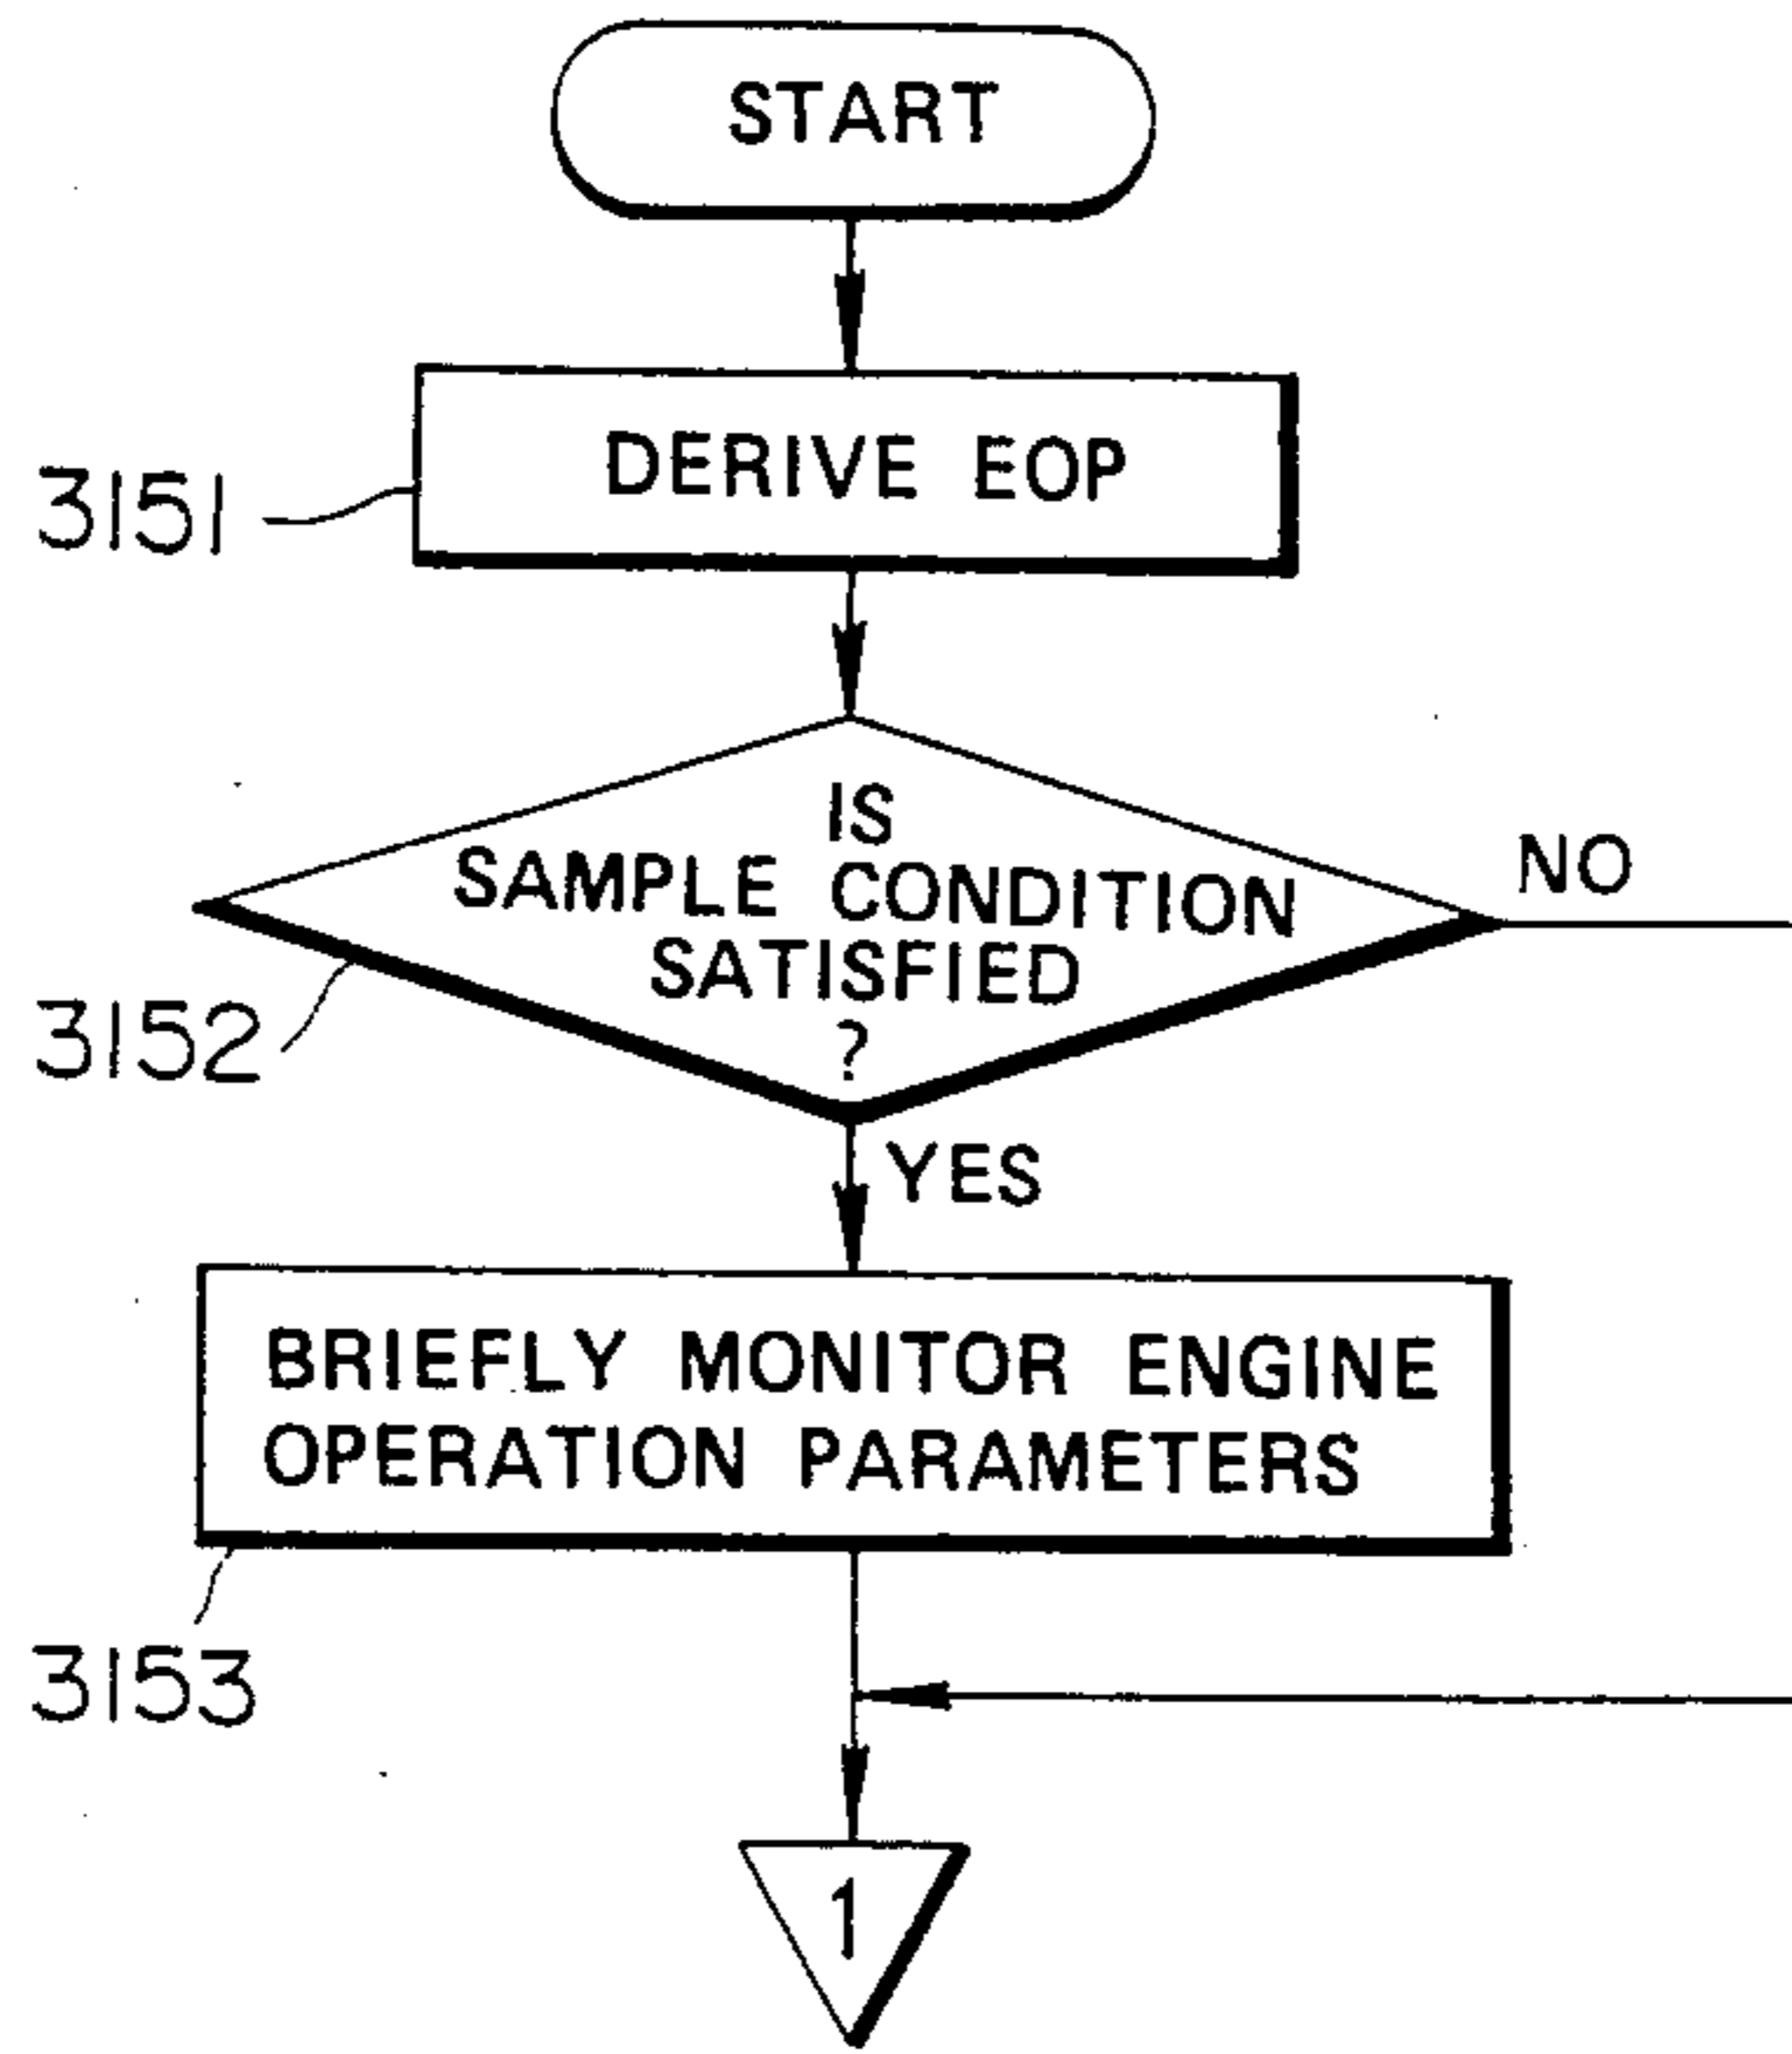 START
DERIVE EOP
3151
IS
SAMPLE CONDITION
SATISFIED
?
NO
3152
YES
BRIEFLY MONITOR ENGINE
OPERATION PARAMETERS
3153
1